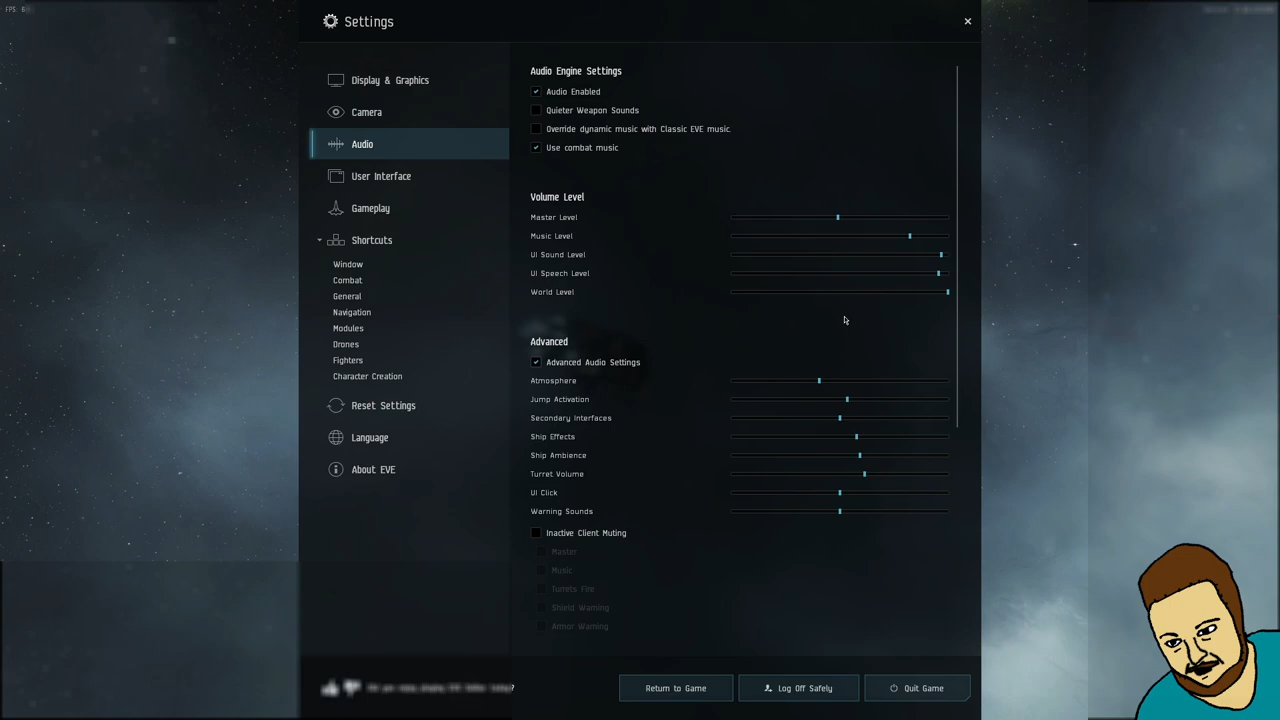 FPS: 6
Settings
Display & Graphics
Camera
Audio
User Interface
Gameplay
Shortcuts
Window
Combat
General
Navigation
Modules
Drones
Fighters
Character Creation
Reset Settings
Language
About EVE
Audio Engine Settings
Audio Enabled
Quieter Weapon Sounds
Override dynamic music with Classic EVE music.
Use combat music
Volume Level
Master Level
Music Level
UI Sound Level
UI Speech Level
World Level
Advanced
Advanced Audio Settings
Atmosphere
Jump Activation
Secondary Interfaces
Ship Effects
Ship Ambience
Turret Volume
UI Click
Warning Sounds
Inactive Client Muting
Master
Music
Turrets Fire
Shield Warning
Armor Warning
Return to Game
Log Off Safely
Quit Game